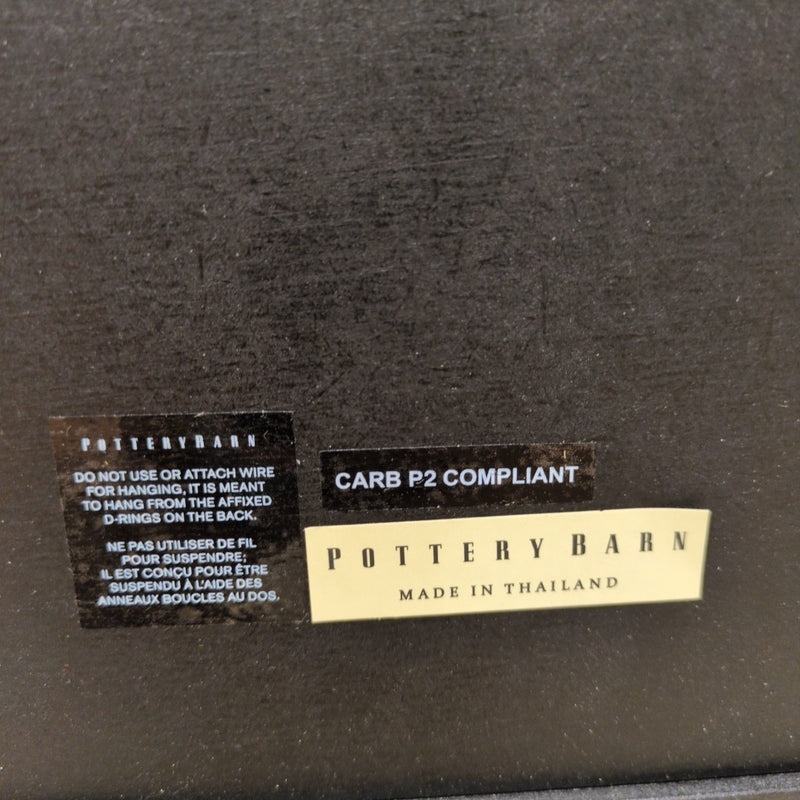 POTTERY BARN
DO NOT USE OR ATTACH WIRE
FOR HANGING, IT IS MEANT
TO HANG FROM THE AFFIXED
D-RINGS ON THE BACK.
NE PAS UTILISER DE FIL
POUR SUSPENDRE;
IL EST CONÇU POUR ÊTRE
SUSPENDU À L'AIDE DES
ANNEAUX BOUCLES AU DOS.
CARB P2 COMPLIANT
POTTERY BARN
MADE IN THAILAND